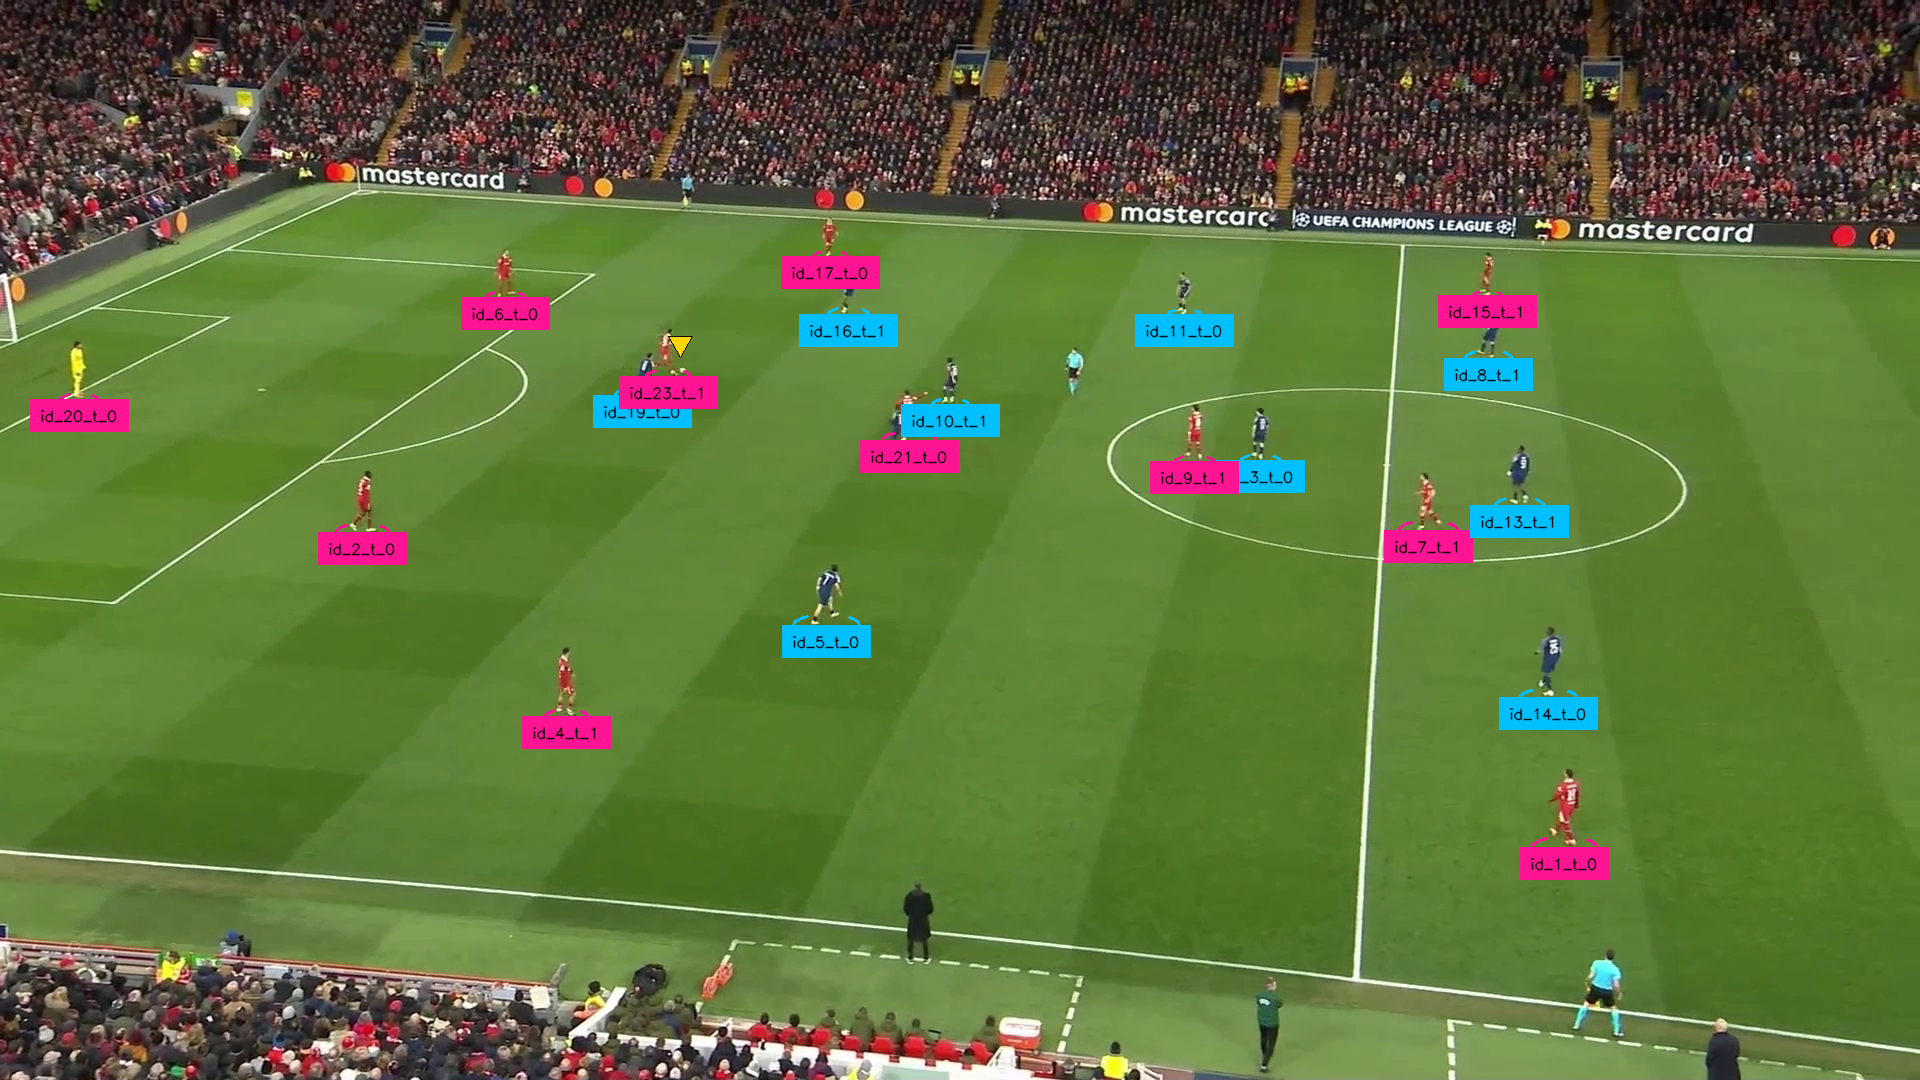 mastercard
mastercard
UEFA CHAMPIONS LEAGUE
mastercard
id_17_t_0
id_6_t_0
id_16_t_1
id_11_t_0
id_15_t_1
id_8_t_1
id_23_t_1
id_19_t_0
id_20_t_0
id_10_t_1
id_21_t_0
id_9_t_1
_3_t_0
id_13_t_1
id_7_t_1
id_2_t_0
id_5_t_0
id_14_t_0
id_4_t_1
id_1_t_0